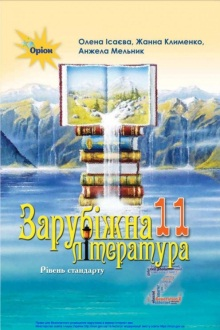 Оріон
Олена Ісаєва, Жанна Клименко,
Анжела Мельник
Зарубіжна 11
література
Рівень стандарту